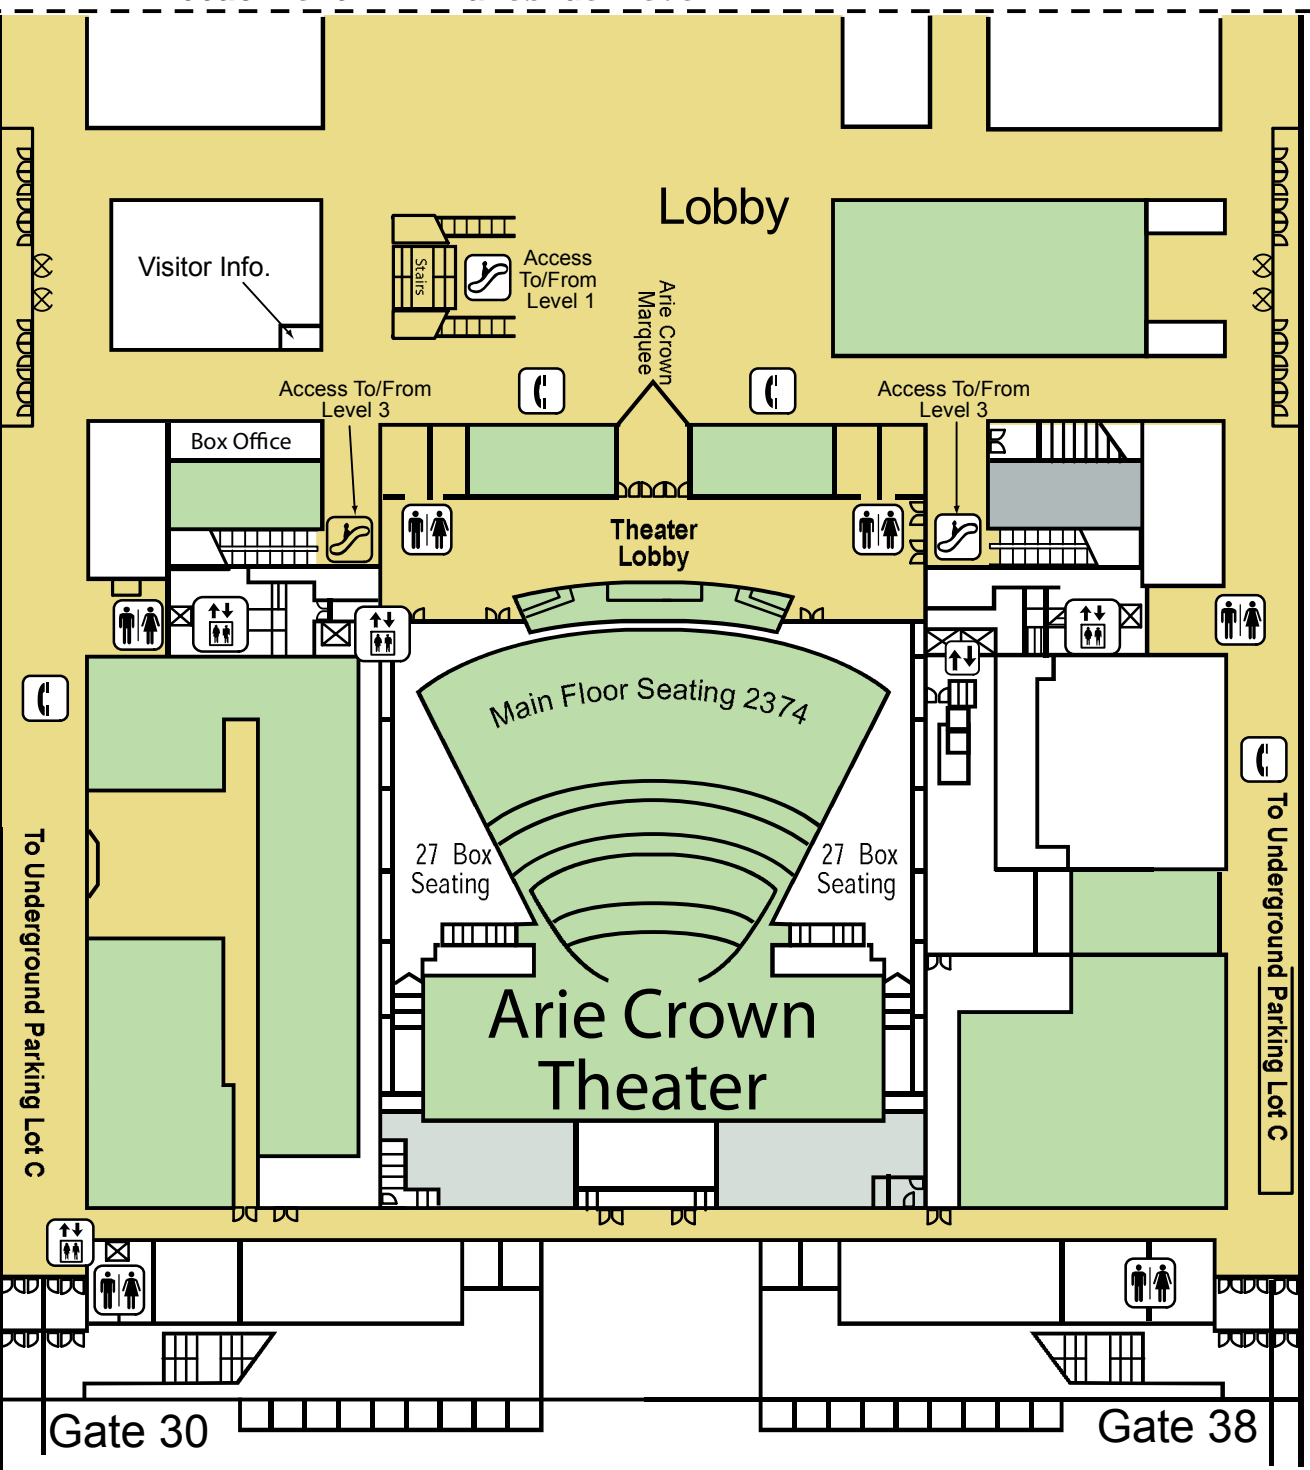 Lobby
Visitor Info.
Stairs
Access
To/From
Level 1
Arie Crown
Marquee
Access To/From
Level 3
Access To/From
Level 3
Box Office
Theater
Lobby
Main Floor Seating 2374
27 Box
Seating
27 Box
Seating
Arie Crown
Theater
To Underground Parking Lot C
To Underground Parking Lot C
Gate 30
Gate 38